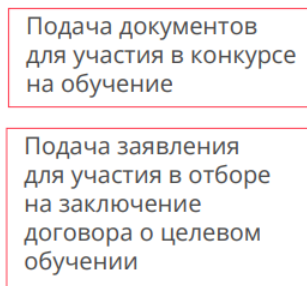 Подача документов
для участия в конкурсе
на обучение
Подача заявления
для участия в отборе
на заключение
договора о целевом
обучении